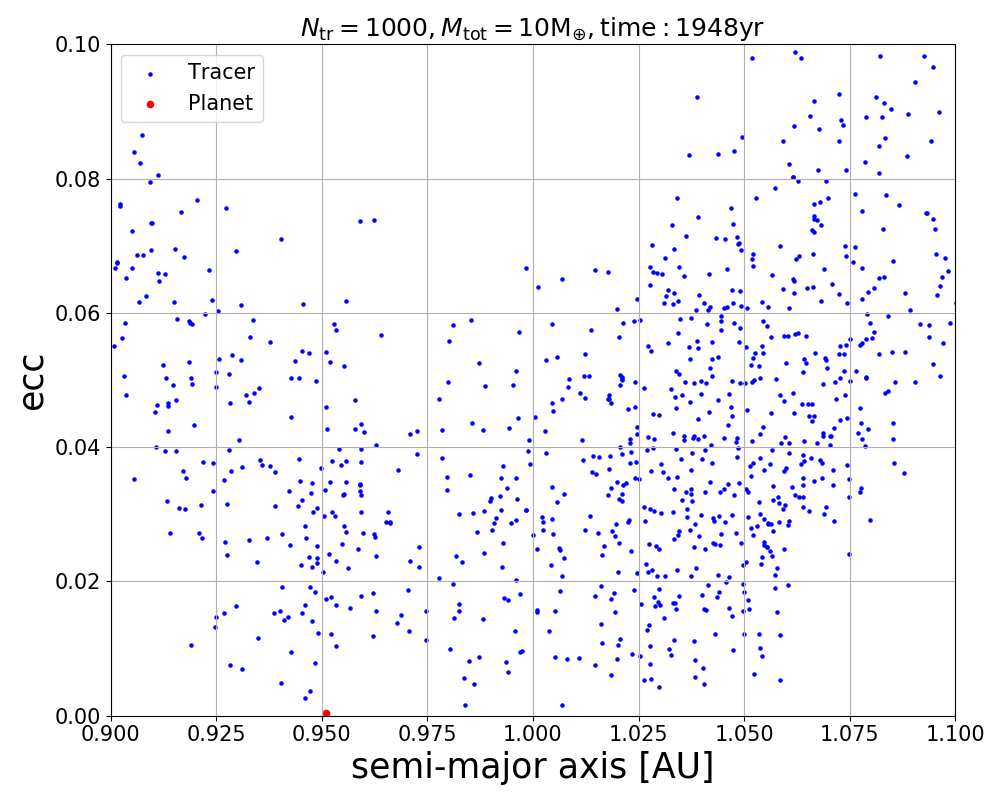 N_tr = 1000, M_tot = 10M_⊕, time : 1948yr
Tracer
Planet
ecc
0.10
0.08
0.06
0.04
0.02
0.00
0.900 0.925 0.950 0.975 1.000 1.025 1.050 1.075 1.100
semi-major axis [AU]